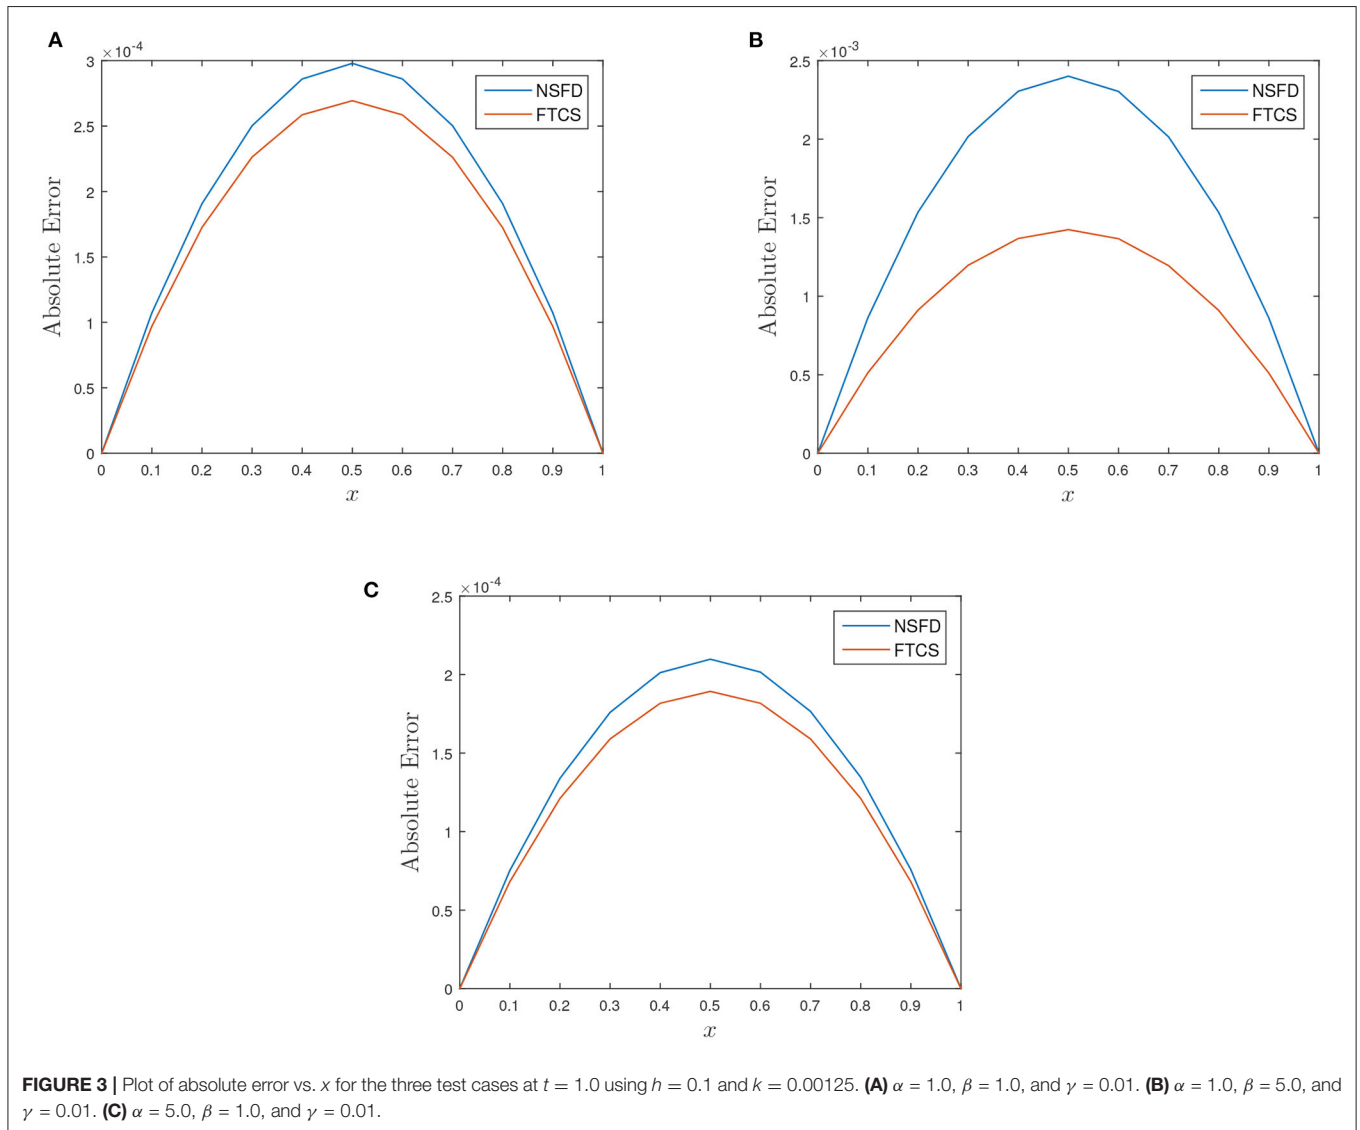 A
×10-4
3
2.5
2
1.5
1
0.5
0
0 0.1 0.2 0.3 0.4 0.5 0.6 0.7 0.8 0.9 1
x
Absolute Error
NSFD
FTCS
B
×10-3
2.5
2
1.5
1
0.5
0
0 0.1 0.2 0.3 0.4 0.5 0.6 0.7 0.8 0.9 1
x
Absolute Error
NSFD
FTCS
C
×10-4
2.5
2
1.5
1
0.5
0
0 0.1 0.2 0.3 0.4 0.5 0.6 0.7 0.8 0.9 1
x
Absolute Error
NSFD
FTCS
FIGURE 3 | Plot of absolute error vs. x for the three test cases at t = 1.0 using h = 0.1 and k = 0.00125. (A) α = 1.0, β = 1.0, and γ = 0.01. (B) α = 1.0, β = 5.0, and
γ = 0.01. (C) α = 5.0, β = 1.0, and γ = 0.01.